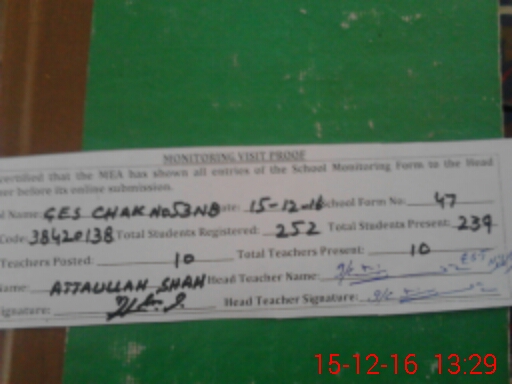 MONITORING VISIT PROOF
certified that the MEA has shown all entries of the School Monitoring Form to the Head
before its online submission.
Name: GES CHAK No 53NB Date: 15-12-16 School Form No. 47
Code: 38420138 Total Students Registered: 252 Total Students Present: 239
Teachers Posted: 10 Total Teachers Present: 10
Name: ATTAULLAH SHAH Head Teacher Name:
Signature: Head Teacher Signature:
15-12-16 13:29